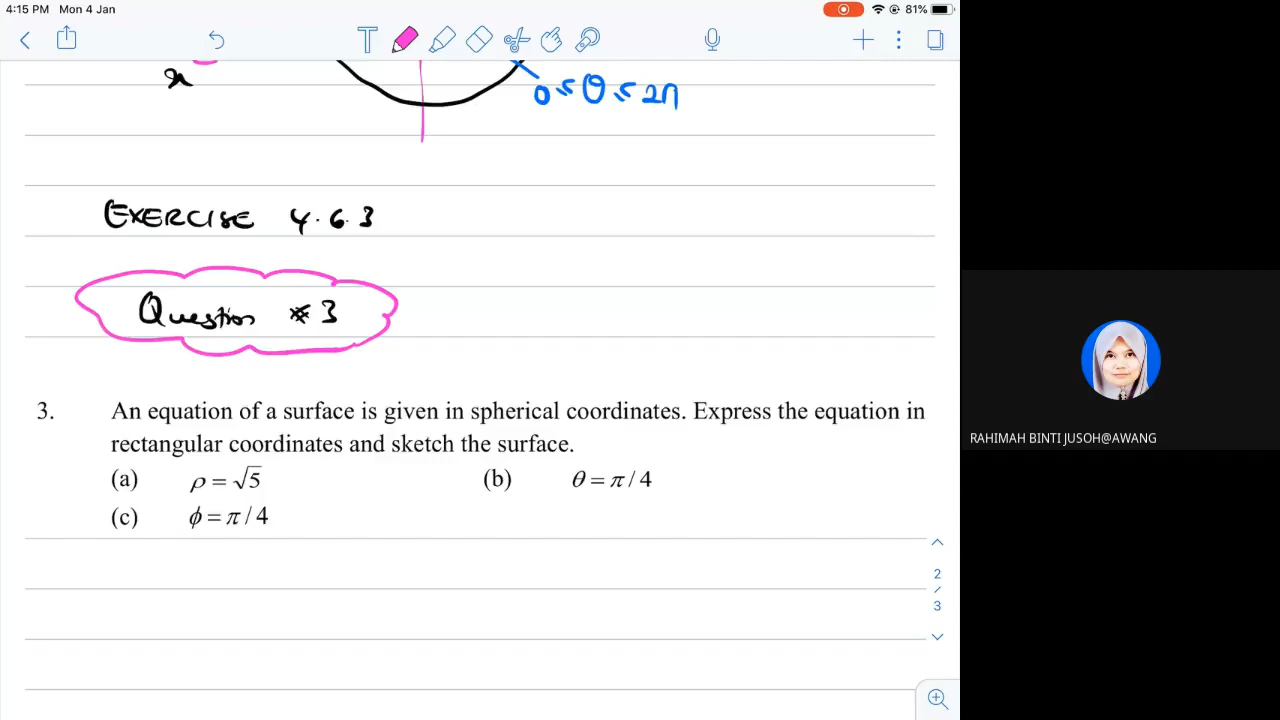 4:15 PM Mon 4 Jan
81%
T
x
0 ≤ θ ≤ 2π
EXERCISE 4.6.3
Question * 3
3. An equation of a surface is given in spherical coordinates. Express the equation in
rectangular coordinates and sketch the surface.
(a) ρ = √5 (b) θ = π / 4
(c) ϕ = π / 4
2
/
3
RAHIMAH BINTI JUSOH@AWANG